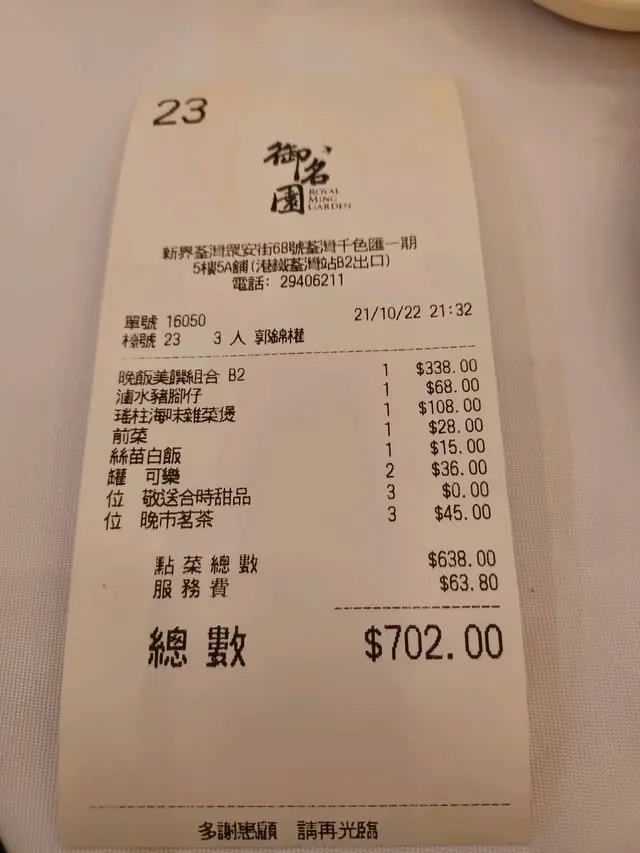 23
御名園
ROYAL
MING
GARDEN
新界荃灣眾安街68號荃灣千色匯一期
5樓5A舖(港鐵荃灣站B2出口)
電話: 29406211
單號 16050 21/10/22 21:32
枱號 23 3 人 郭錦權
晚飯美饌組合 B2 1 $338.00
滷水豬腳仔 1 $68.00
瑤柱海味雜菜煲 1 $108.00
前菜 1 $28.00
絲苗白飯 1 $15.00
罐 可樂 2 $36.00
位 敬送合時甜品 3 $0.00
位 晚市茗茶 3 $45.00
點菜總數 $638.00
服務費 $63.80
總數 $702.00
多謝惠顧 請再光臨